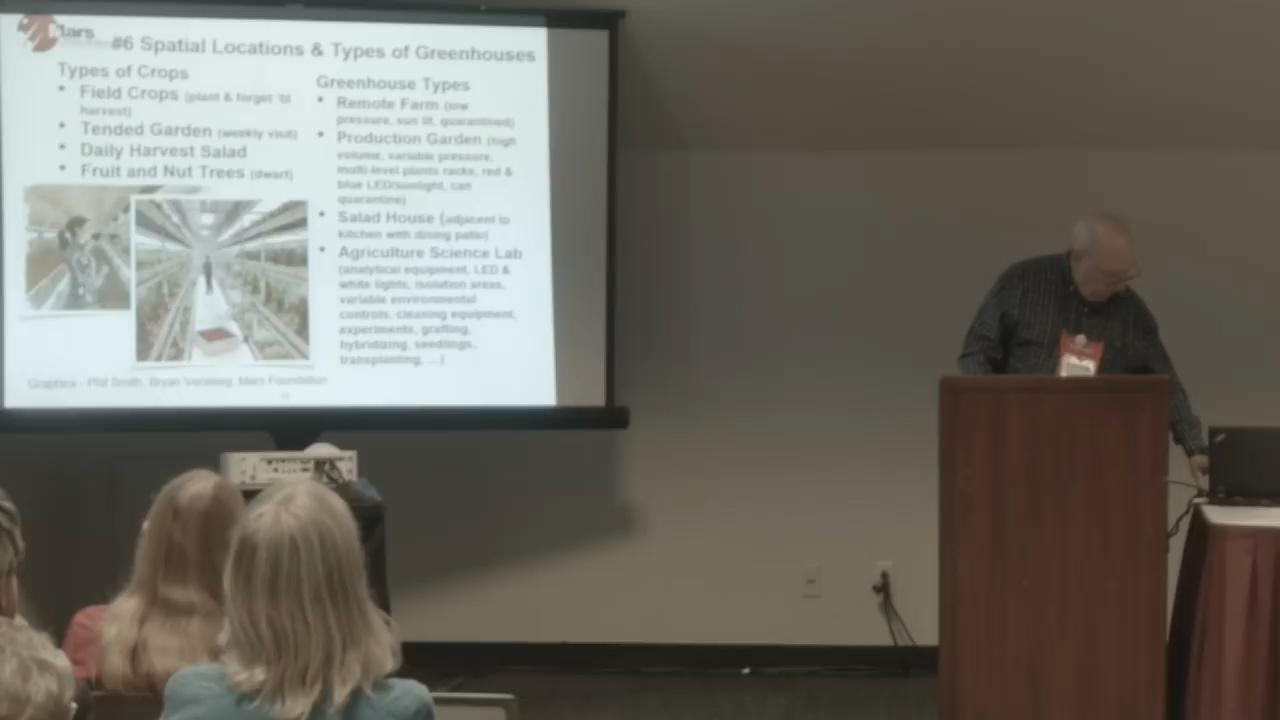 Mars
#6 Spatial Locations & Types of Greenhouses
Types of Crops
• Field Crops (plant & forget 'til
harvest)
• Tended Garden (weekly visit)
• Daily Harvest Salad
• Fruit and Nut Trees (dwarf)
Greenhouse Types
• Remote Farm (low
pressure, sun lit, quarantined)
• Production Garden (high
volume, variable pressure,
multi-level plants racks, red &
blue LED/sunlight, can
quarantine)
• Salad House (adjacent to
kitchen with dining patio)
• Agriculture Science Lab
(analytical equipment, LED &
white lights, isolation areas,
variable environmental
controls, cleaning equipment,
experiments, grafting,
hybridizing, seedlings,
transplanting, ...)
Graphics - Phil Smith, Bryan Versteeg, Mars Foundation